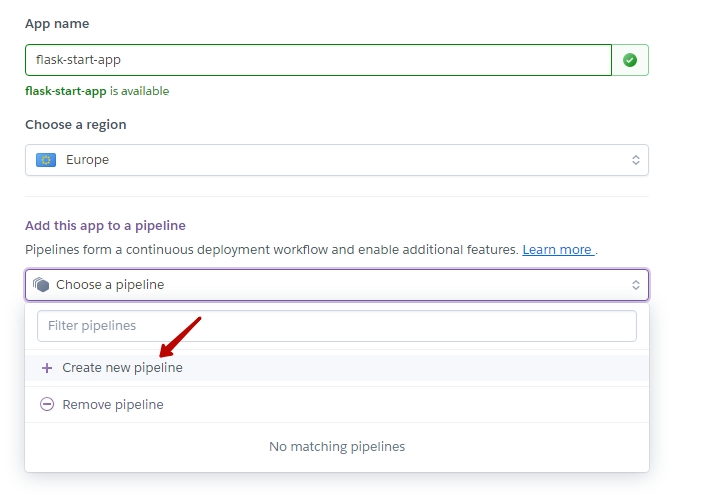 App name
flask-start-app
flask-start-app is available
Choose a region
Europe
Add this app to a pipeline
Pipelines form a continuous deployment workflow and enable additional features. Learn more .
Choose a pipeline
Filter pipelines
Create new pipeline
Remove pipeline
No matching pipelines